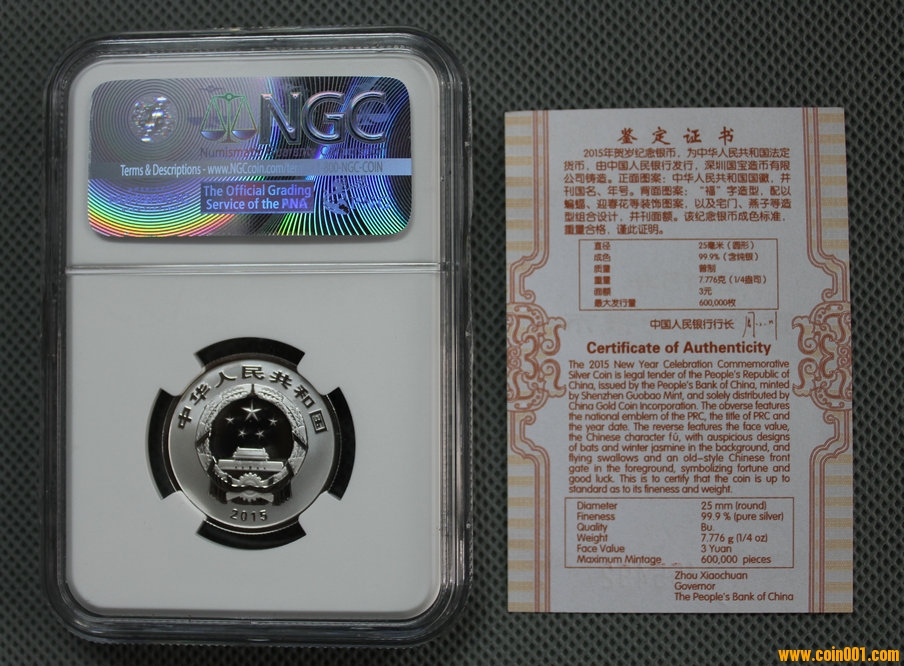 NGC
Numismatic
Terms & Descriptions - www.NGCcoin.com
NGC-COIN
The Official Grading
Service of the PNA
中华人民共和国
2015
鉴定证书
2015年贺岁纪念银币，为中华人民共和国法定
货币，由中国人民银行发行，深圳国宝造币有限
公司铸造。正面图案：中华人民共和国国徽，并
刊国名、年号。背面图案：“福”字造型，配以
蝙蝠、迎春花等装饰图案，以及宅门、燕子等造
型组合设计，并刊面额。该纪念银币成色标准，
重量合格，谨此证明。
直径 25毫米（圆形）
成色 99.9%（含纯银）
质量 普制
重量 7.776克（1/4盎司）
面额 3元
最大发行量 600,000枚
中国人民银行行长
Certificate of Authenticity
The 2015 New Year Celebration Commemorative
Silver Coin is legal tender of the People's Republic of
China, issued by the People's Bank of China, minted
by Shenzhen Guobao Mint, and solely distributed by
China Gold Coin Incorporation. The obverse features
the national emblem of the PRC, the title of PRC and
the year date. The reverse features the face value,
the Chinese character fú, with auspicious designs
of bats and winter jasmine in the background, and
flying swallows and an old-style Chinese front
gate in the foreground, symbolizing fortune and
good luck. This is to certify that the coin is up to
standard as to its fineness and weight.
Diameter 25 mm (round)
Fineness 99.9 % (pure silver)
Quality Bu.
Weight 7.776 g (1/4 oz)
Face Value 3 Yuan
Maximum Mintage 600,000 pieces
Zhou Xiaochuan
Governor
The People's Bank of China
www.coin001.com